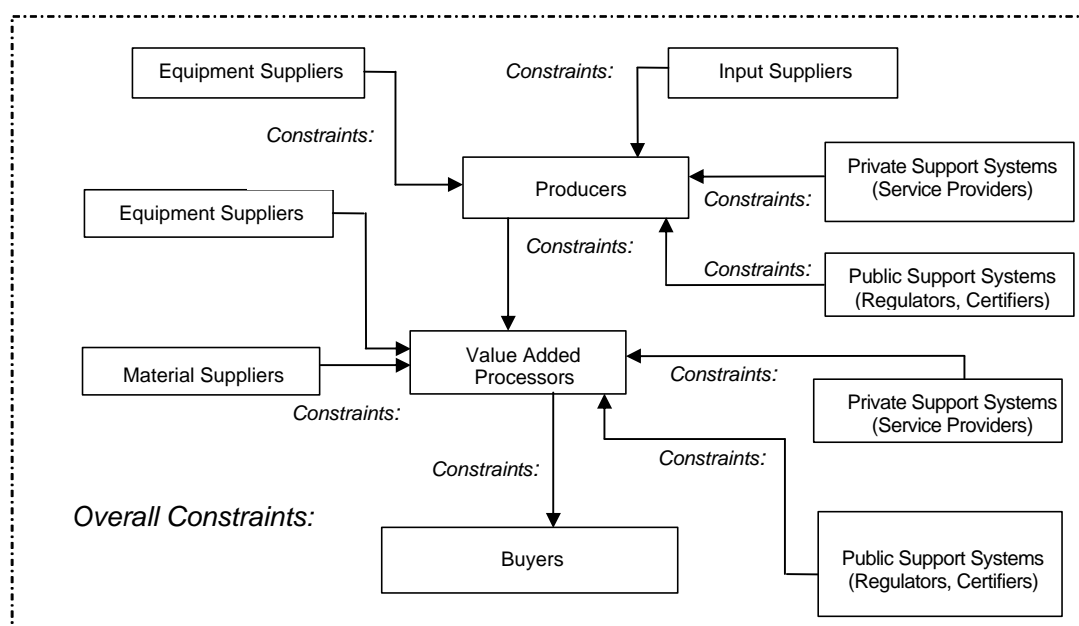 Equipment Suppliers
Constraints:
Input Suppliers
Constraints:
Producers
Private Support Systems
(Service Providers)
Constraints:
Equipment Suppliers
Constraints:
Constraints:
Public Support Systems
(Regulators, Certifiers)
Value Added
Processors
Material Suppliers
Constraints:
Constraints:
Private Support Systems
(Service Providers)
Constraints:
Constraints:
Overall Constraints:
Buyers
Public Support Systems
(Regulators, Certifiers)